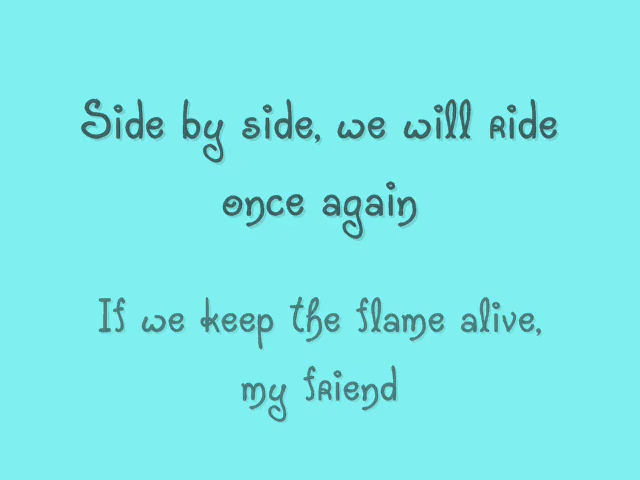 Side by side, we will ride
once again
If we keep the flame alive,
my friend